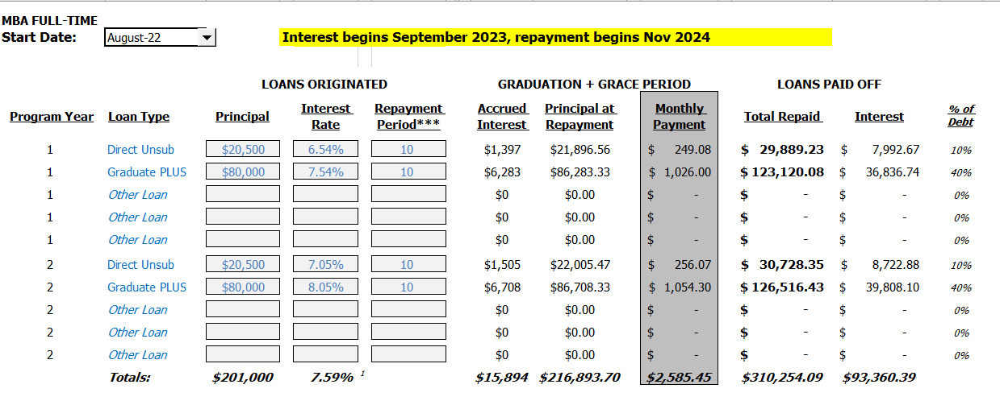 MBA FULL-TIME
Start Date: August-22 Interest begins September 2023, repayment begins Nov 2024
LOANS ORIGINATED GRADUATION + GRACE PERIOD LOANS PAID OFF
Program Year Loan Type Principal Interest Rate Repayment Period*** Accrued Interest Principal at Repayment Monthly Payment Total Repaid Interest % of Debt
1 Direct Unsub $20,500 6.54% 10 $1,397 $21,896.56 $ 249.08 $ 29,889.23 $ 7,992.67 10%
1 Graduate PLUS $80,000 7.54% 10 $6,283 $86,283.33 $ 1,026.00 $ 123,120.08 $ 36,836.74 40%
1 Other Loan $0 $0.00 $ - $ - $ - 0%
1 Other Loan $0 $0.00 $ - $ - $ - 0%
1 Other Loan $0 $0.00 $ - $ - $ - 0%
2 Direct Unsub $20,500 7.05% 10 $1,505 $22,005.47 $ 256.07 $ 30,728.35 $ 8,722.88 10%
2 Graduate PLUS $80,000 8.05% 10 $6,708 $86,708.33 $ 1,054.30 $ 126,516.43 $ 39,808.10 40%
2 Other Loan $0 $0.00 $ - $ - $ - 0%
2 Other Loan $0 $0.00 $ - $ - $ - 0%
2 Other Loan $0 $0.00 $ - $ - $ - 0%
Totals: $201,000 7.59% 1 $15,894 $216,893.70 $2,585.45 $310,254.09 $93,360.39